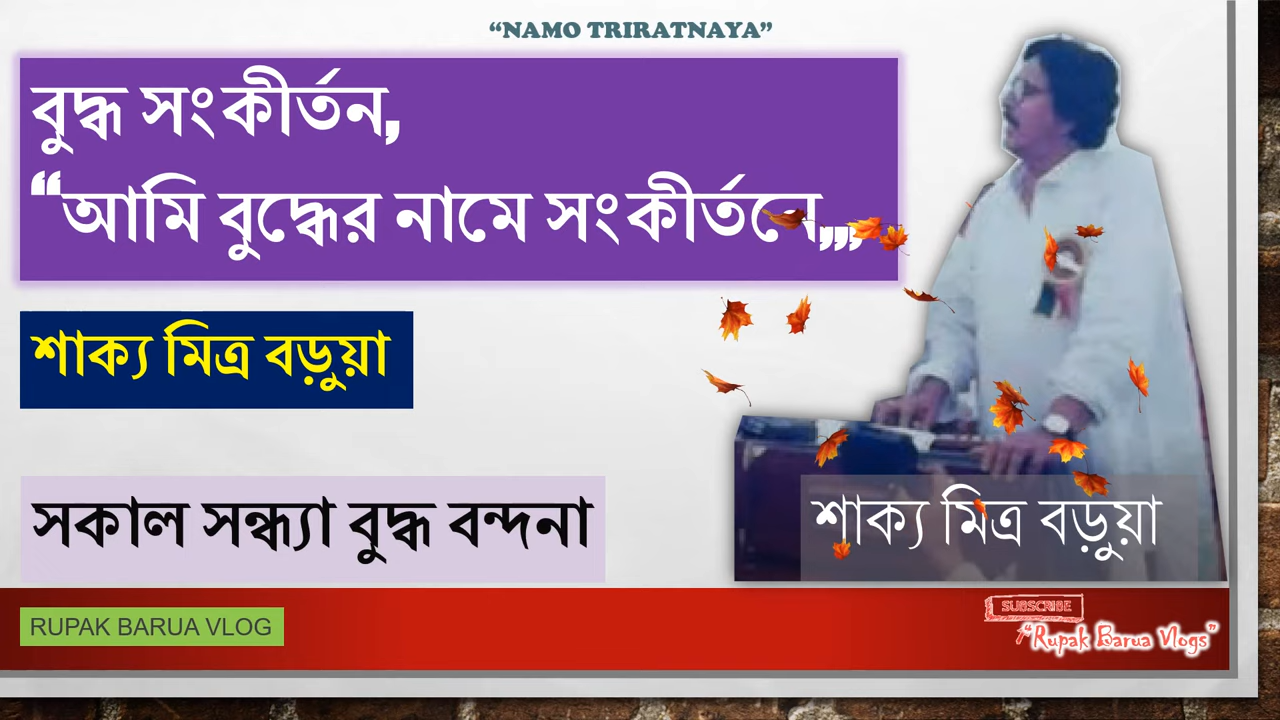 “NAMO TRIRATNAYA”
বুদ্ধ সংকীর্তন,
“আমি বুদ্ধের নামে সংকীর্তনে,,,
শাক্য মিত্র বড়ুয়া
সকাল সন্ধ্যা বুদ্ধ বন্দনা
শাক্য মিত্র বড়ুয়া
RUPAK BARUA VLOG
SUBSCRIBE
“Rupak Barua Vlogs”